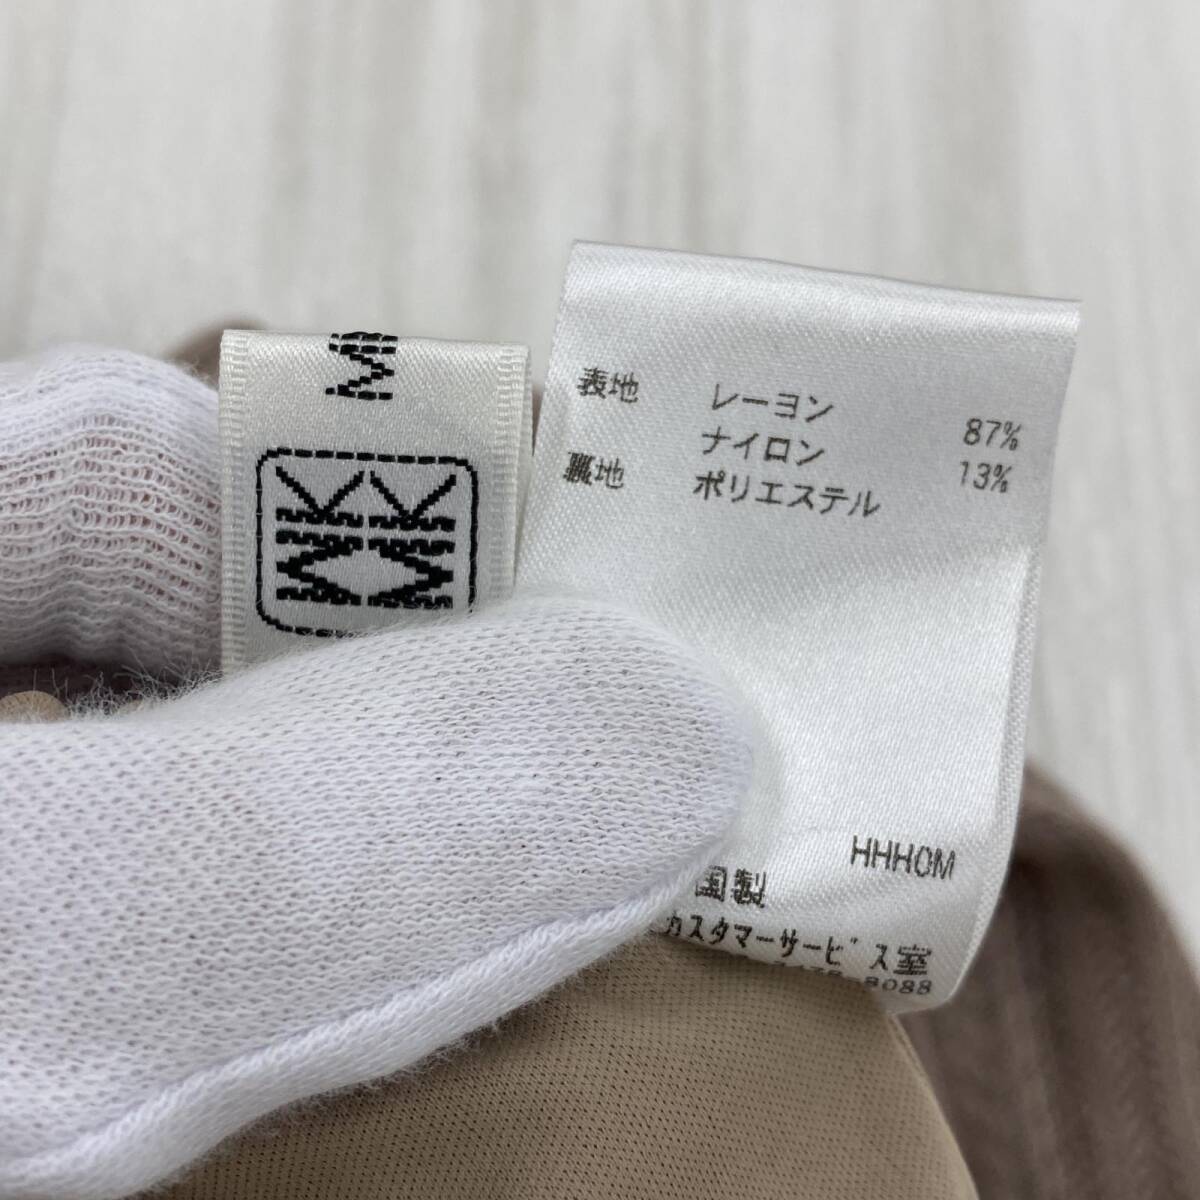 表地 レーヨン 87%
ナイロン 13%
裏地 ポリエステル
HHHOM
国製
カスタマーサービス室
8088